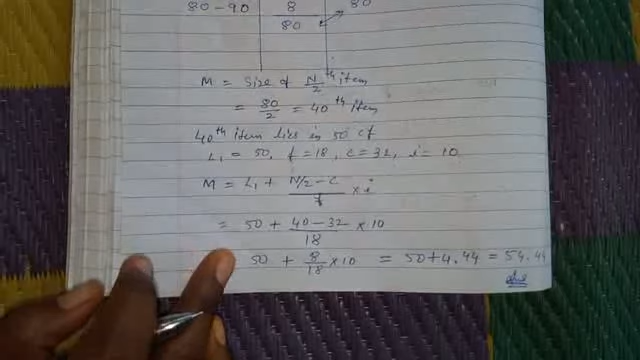 80-90 8 80
80
M = Size of N/2 th item
= 80/2 = 40th item
40th item lies in 50 cf
L₁ = 50, f = 18, c = 32, i = 10
M = L₁ + (N/2 - C)/f × i
= 50 + (40-32)/18 × 10
50 + 8/18 × 10 = 50 + 4.44 = 54.44
Ans